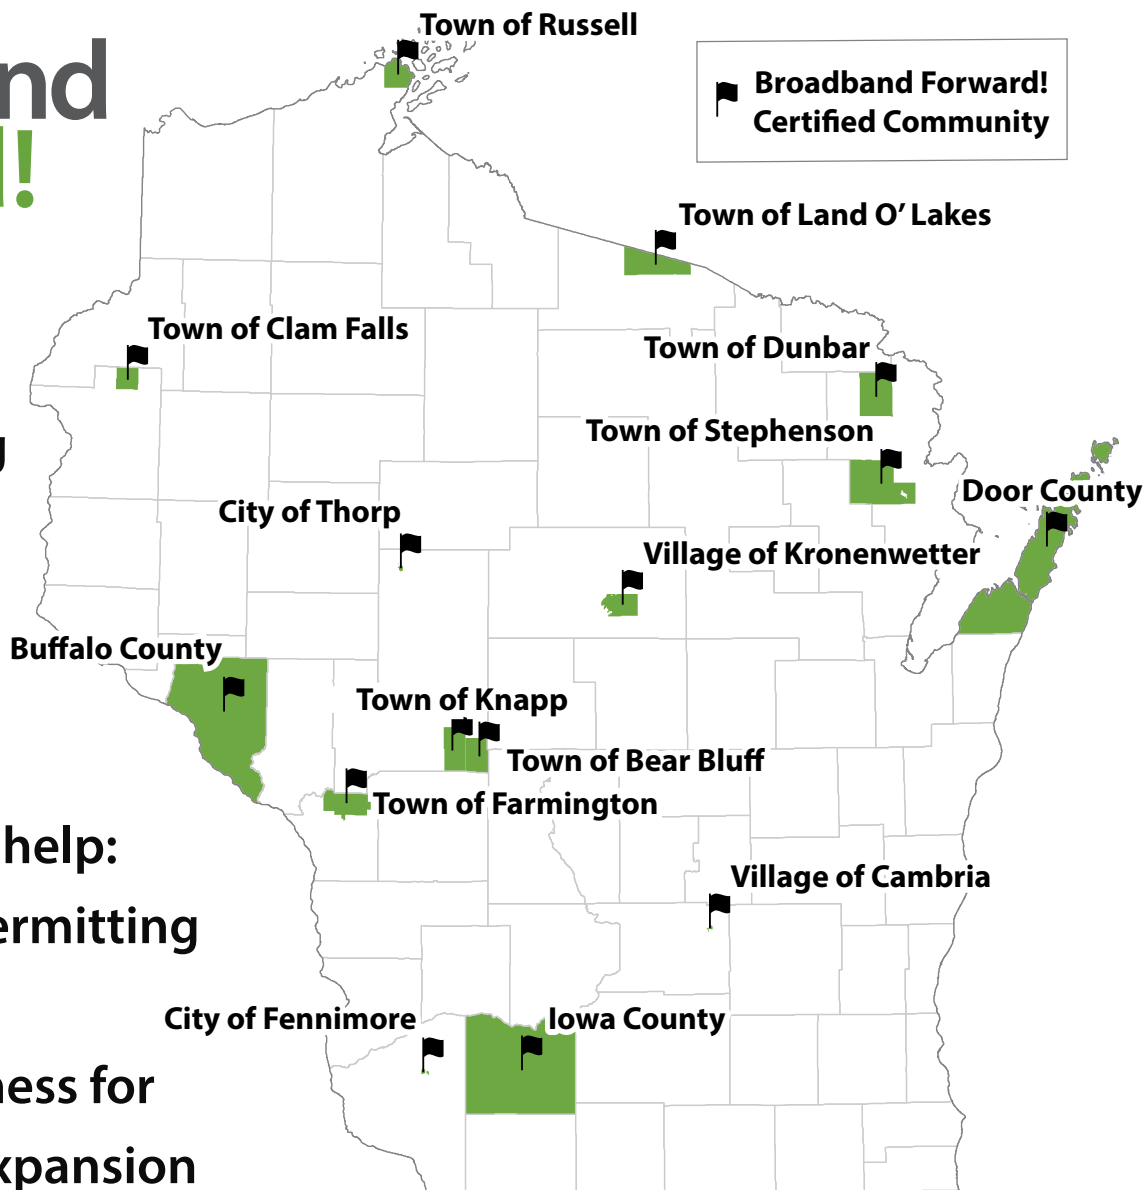 nd
!
Town of Russell
Broadband Forward!
Certified Community
Town of Land O’ Lakes
Town of Clam Falls
Town of Dunbar
Town of Stephenson
g
Door County
City of Thorp
Village of Kronenwetter
Buffalo County
Town of Knapp
Town of Bear Bluff
Town of Farmington
help:
Village of Cambria
ermitting
City of Fennimore
Iowa County
ness for
xpansion